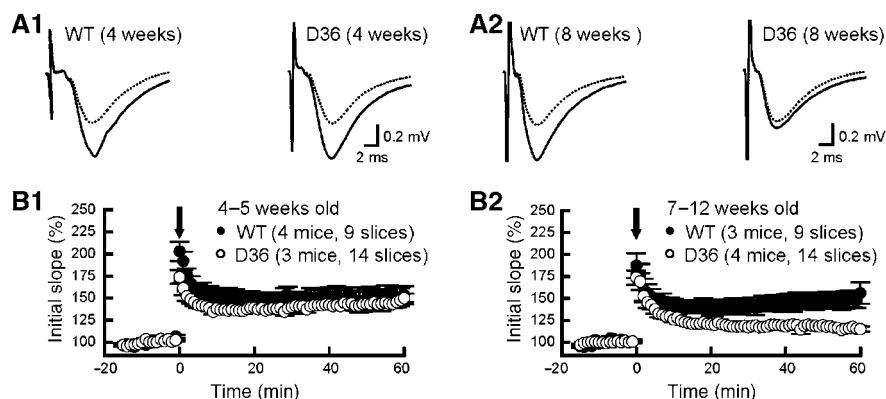 A1 WT (4 weeks) D36 (4 weeks)
0.2 mV
2 ms
A2 WT (8 weeks ) D36 (8 weeks)
0.2 mV
2 ms
B1
4–5 weeks old
WT (4 mice, 9 slices)
D36 (3 mice, 14 slices)
Initial slope (%)
250
225
200
175
150
125
100
-20 0 20 40 60
Time (min)
B2
7–12 weeks old
WT (3 mice, 9 slices)
D36 (4 mice, 14 slices)
Initial slope (%)
250
225
200
175
150
125
100
-20 0 20 40 60
Time (min)